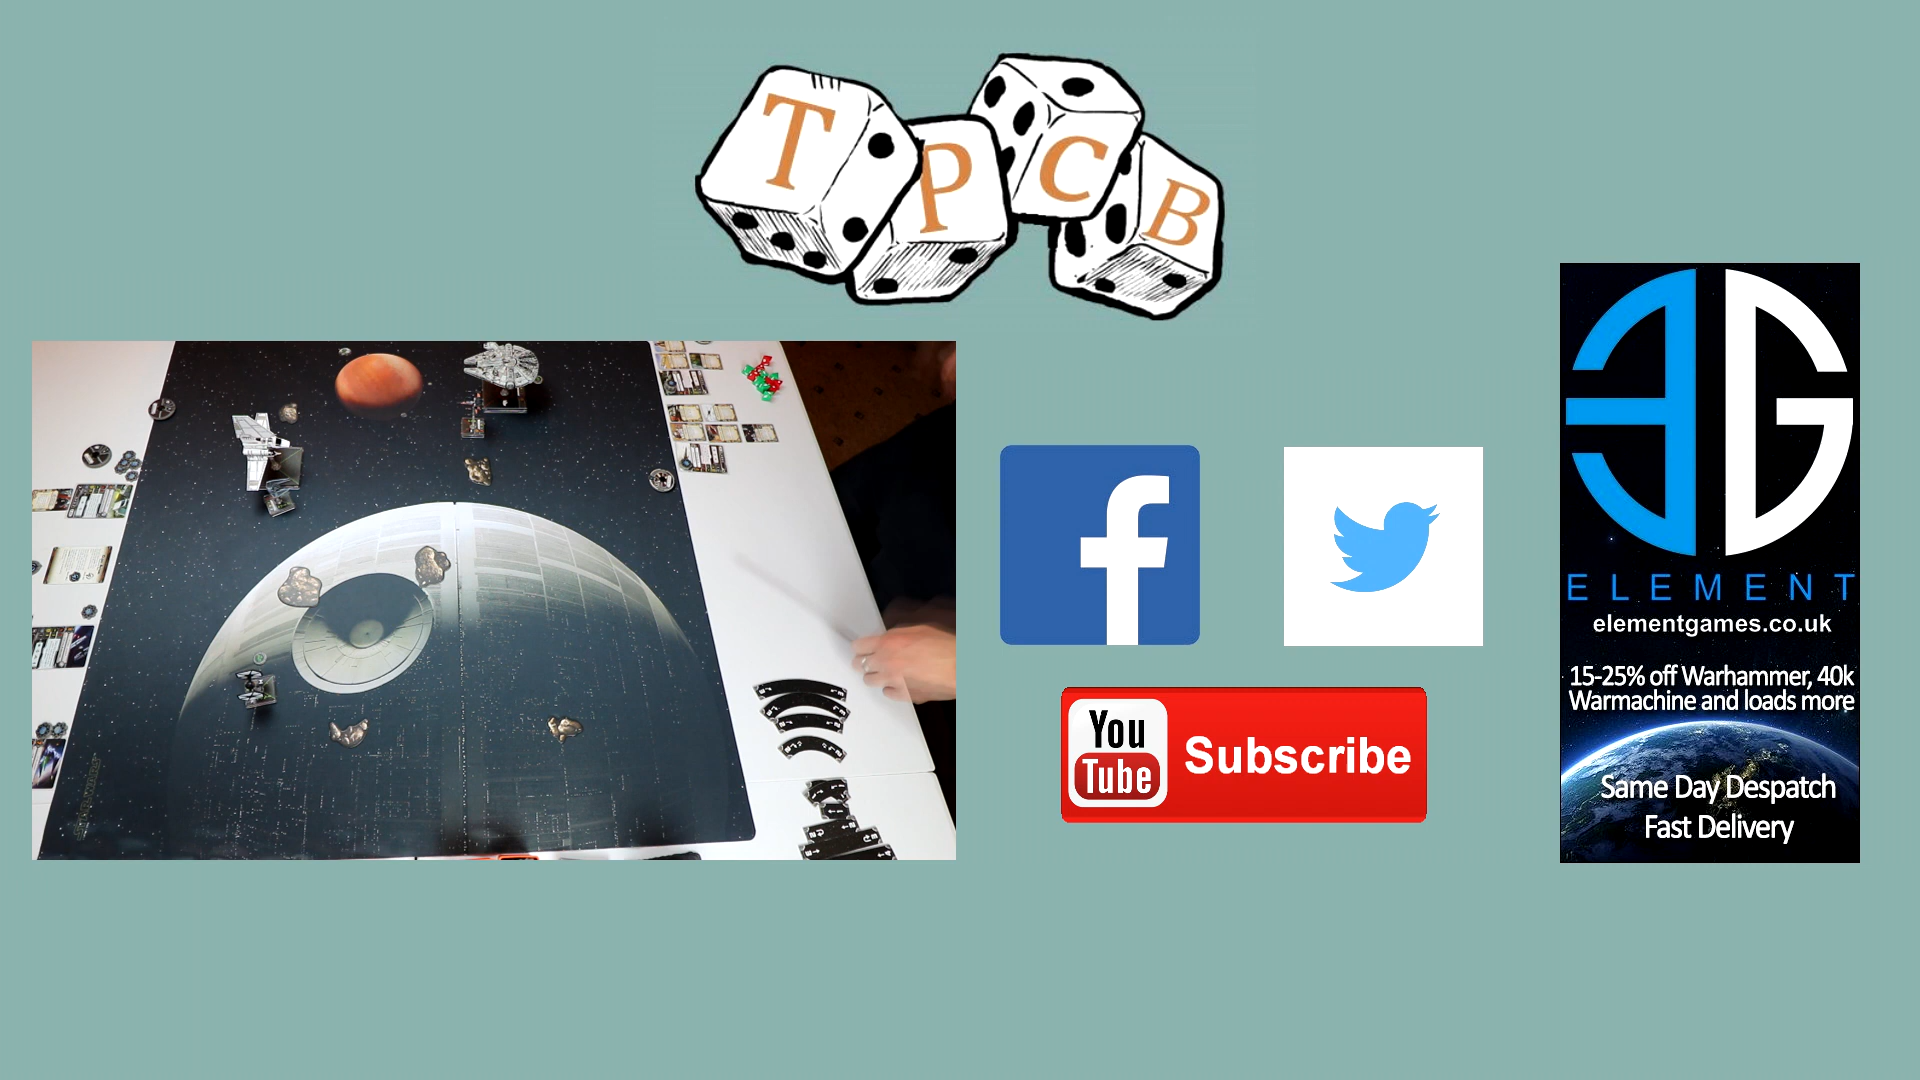 T P C B
You
Tube
Subscribe
ELEMENT
elementgames.co.uk
15-25% off Warhammer, 40k
Warmachine and loads more
Same Day Despatch
Fast Delivery